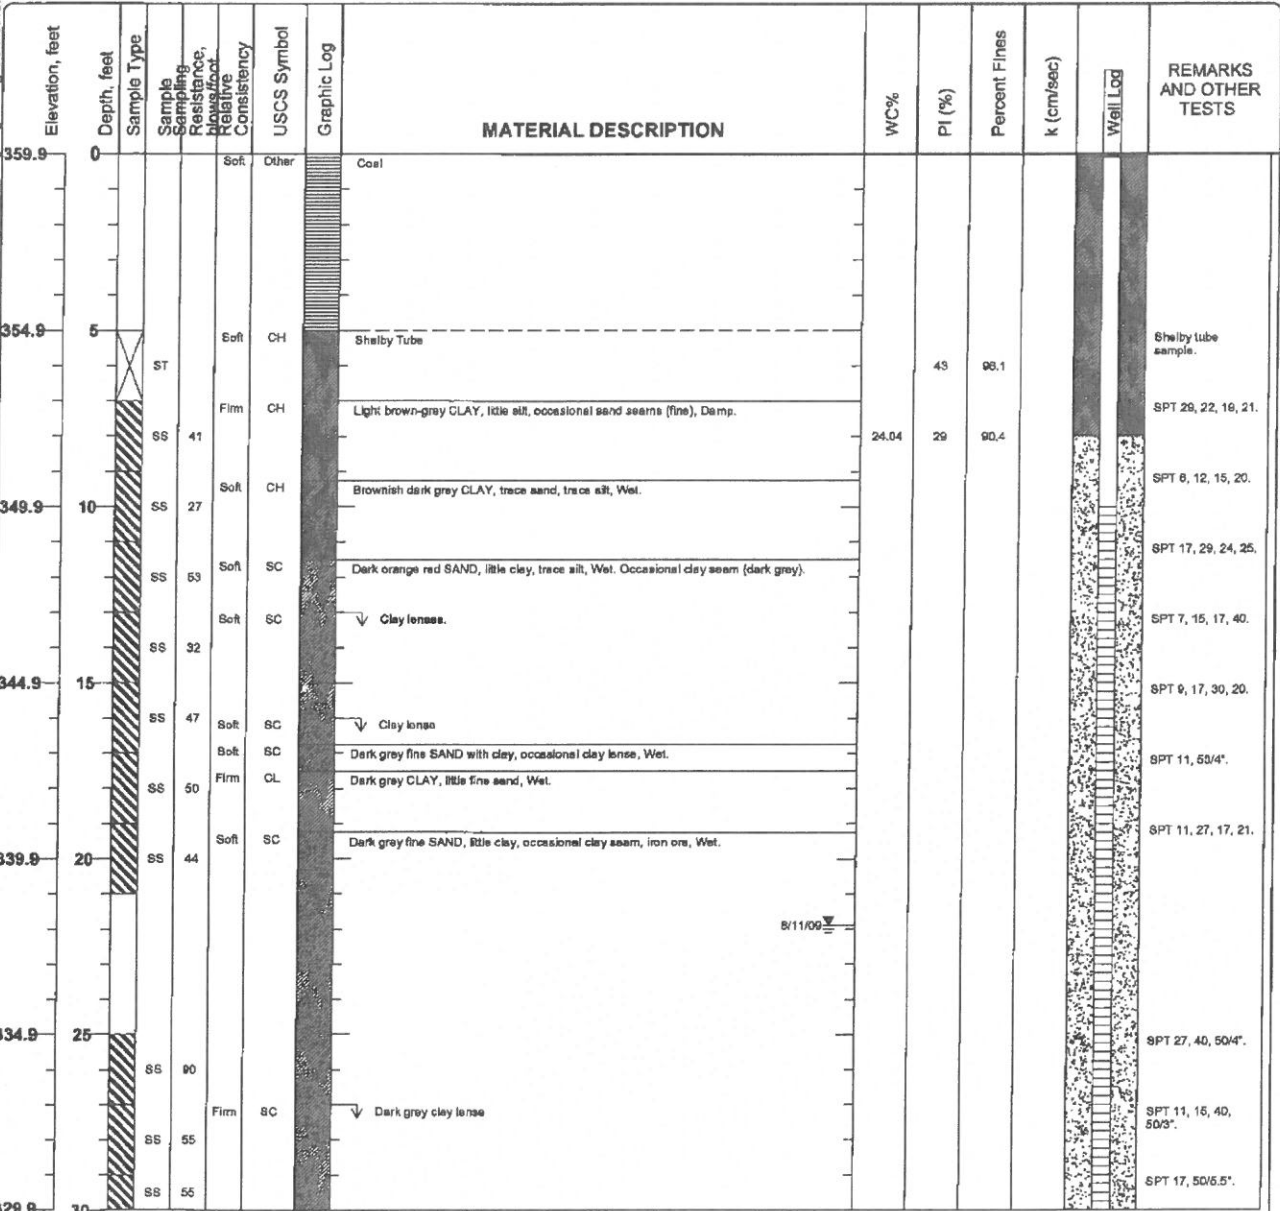 Elevation, feet
Depth, feet
Sample Type
Sample
Sampling
Resistance,
blows/foot
Relative
Consistency
USCS Symbol
Graphic Log
MATERIAL DESCRIPTION
WC%
PI (%)
Percent Fines
k (cm/sec)
Well Log
REMARKS
AND OTHER
TESTS
359.9 0 Soft Other Coal
354.9 5 Soft CH Shelby Tube Shelby tube
sample.
ST 43 96.1
Firm CH Light brown-grey CLAY, little silt, occasional sand seams (fine), Damp. SPT 29, 22, 19, 21.
SS 41 24.04 29 90.4
Soft CH Brownish dark grey CLAY, trace sand, trace silt, Wet. SPT 6, 12, 15, 20.
349.9 10 SS 27
SPT 17, 29, 24, 25.
Soft SC Dark orange red SAND, little clay, trace silt, Wet. Occasional clay seam (dark grey).
SS 53
Soft SC Clay lenses. SPT 7, 15, 17, 40.
SS 32
344.9 15 SPT 9, 17, 30, 20.
SS 47
Soft SC Clay lense
Soft SC Dark grey fine SAND with clay, occasional clay lense, Wet. SPT 11, 50/4".
Firm CL Dark grey CLAY, little fine sand, Wet.
SS 50
SPT 11, 27, 17, 21.
Soft SC Dark grey fine SAND, little clay, occasional clay seam, iron ore, Wet.
339.9 20 SS 44
8/11/09
334.9 25 SPT 27, 40, 50/4".
SS 90
Firm SC Dark grey clay lense SPT 11, 15, 40,
50/3".
SS 55
SPT 17, 50/5.5".
SS 55
329.9 30